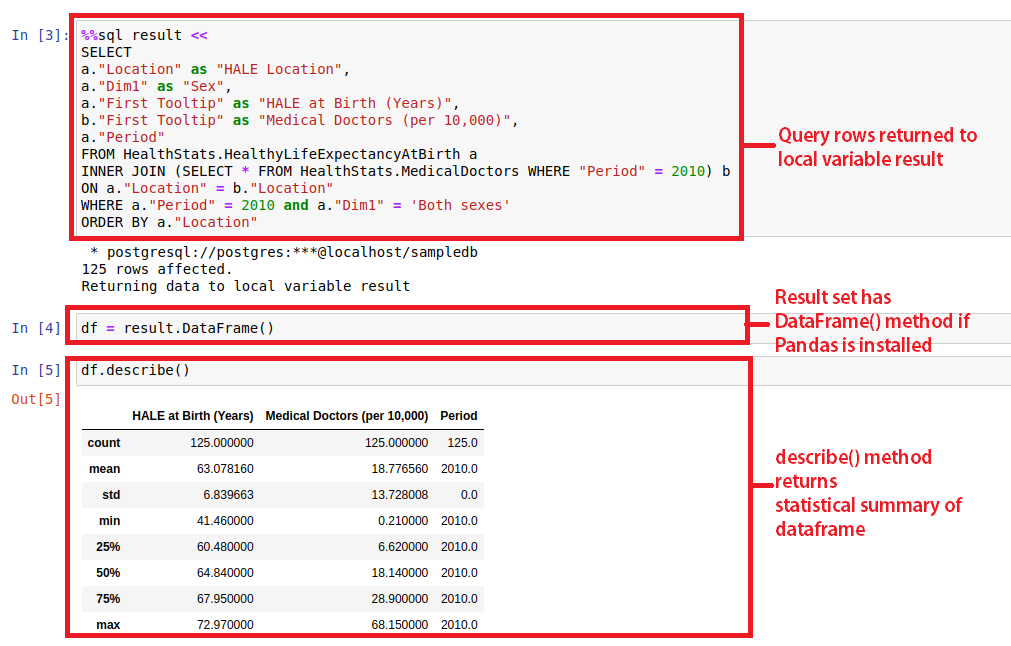 In [3]: %%sql result <<
SELECT
a."Location" as "HALE Location",
a."Dim1" as "Sex",
a."First Tooltip" as "HALE at Birth (Years)",
b."First Tooltip" as "Medical Doctors (per 10,000)",
a."Period"
FROM HealthStats.HealthyLifeExpectancyAtBirth a
INNER JOIN (SELECT * FROM HealthStats.MedicalDoctors WHERE "Period" = 2010) b
ON a."Location" = b."Location"
WHERE a."Period" = 2010 and a."Dim1" = 'Both sexes'
ORDER BY a."Location"
Query rows returned to
local variable result
* postgresql://postgres:***@localhost/sampledb
125 rows affected.
Returning data to local variable result
In [4] df = result.DataFrame()
Result set has
DataFrame() method if
Pandas is installed
In [5] df.describe()
Out[5]
HALE at Birth (Years) Medical Doctors (per 10,000) Period
count 125.000000 125.000000 125.0
mean 63.078160 18.776560 2010.0
std 6.839663 13.728008 0.0
min 41.460000 0.210000 2010.0
25% 60.480000 6.620000 2010.0
50% 64.840000 18.140000 2010.0
75% 67.950000 28.900000 2010.0
max 72.970000 68.150000 2010.0
describe() method
returns
statistical summary of
dataframe